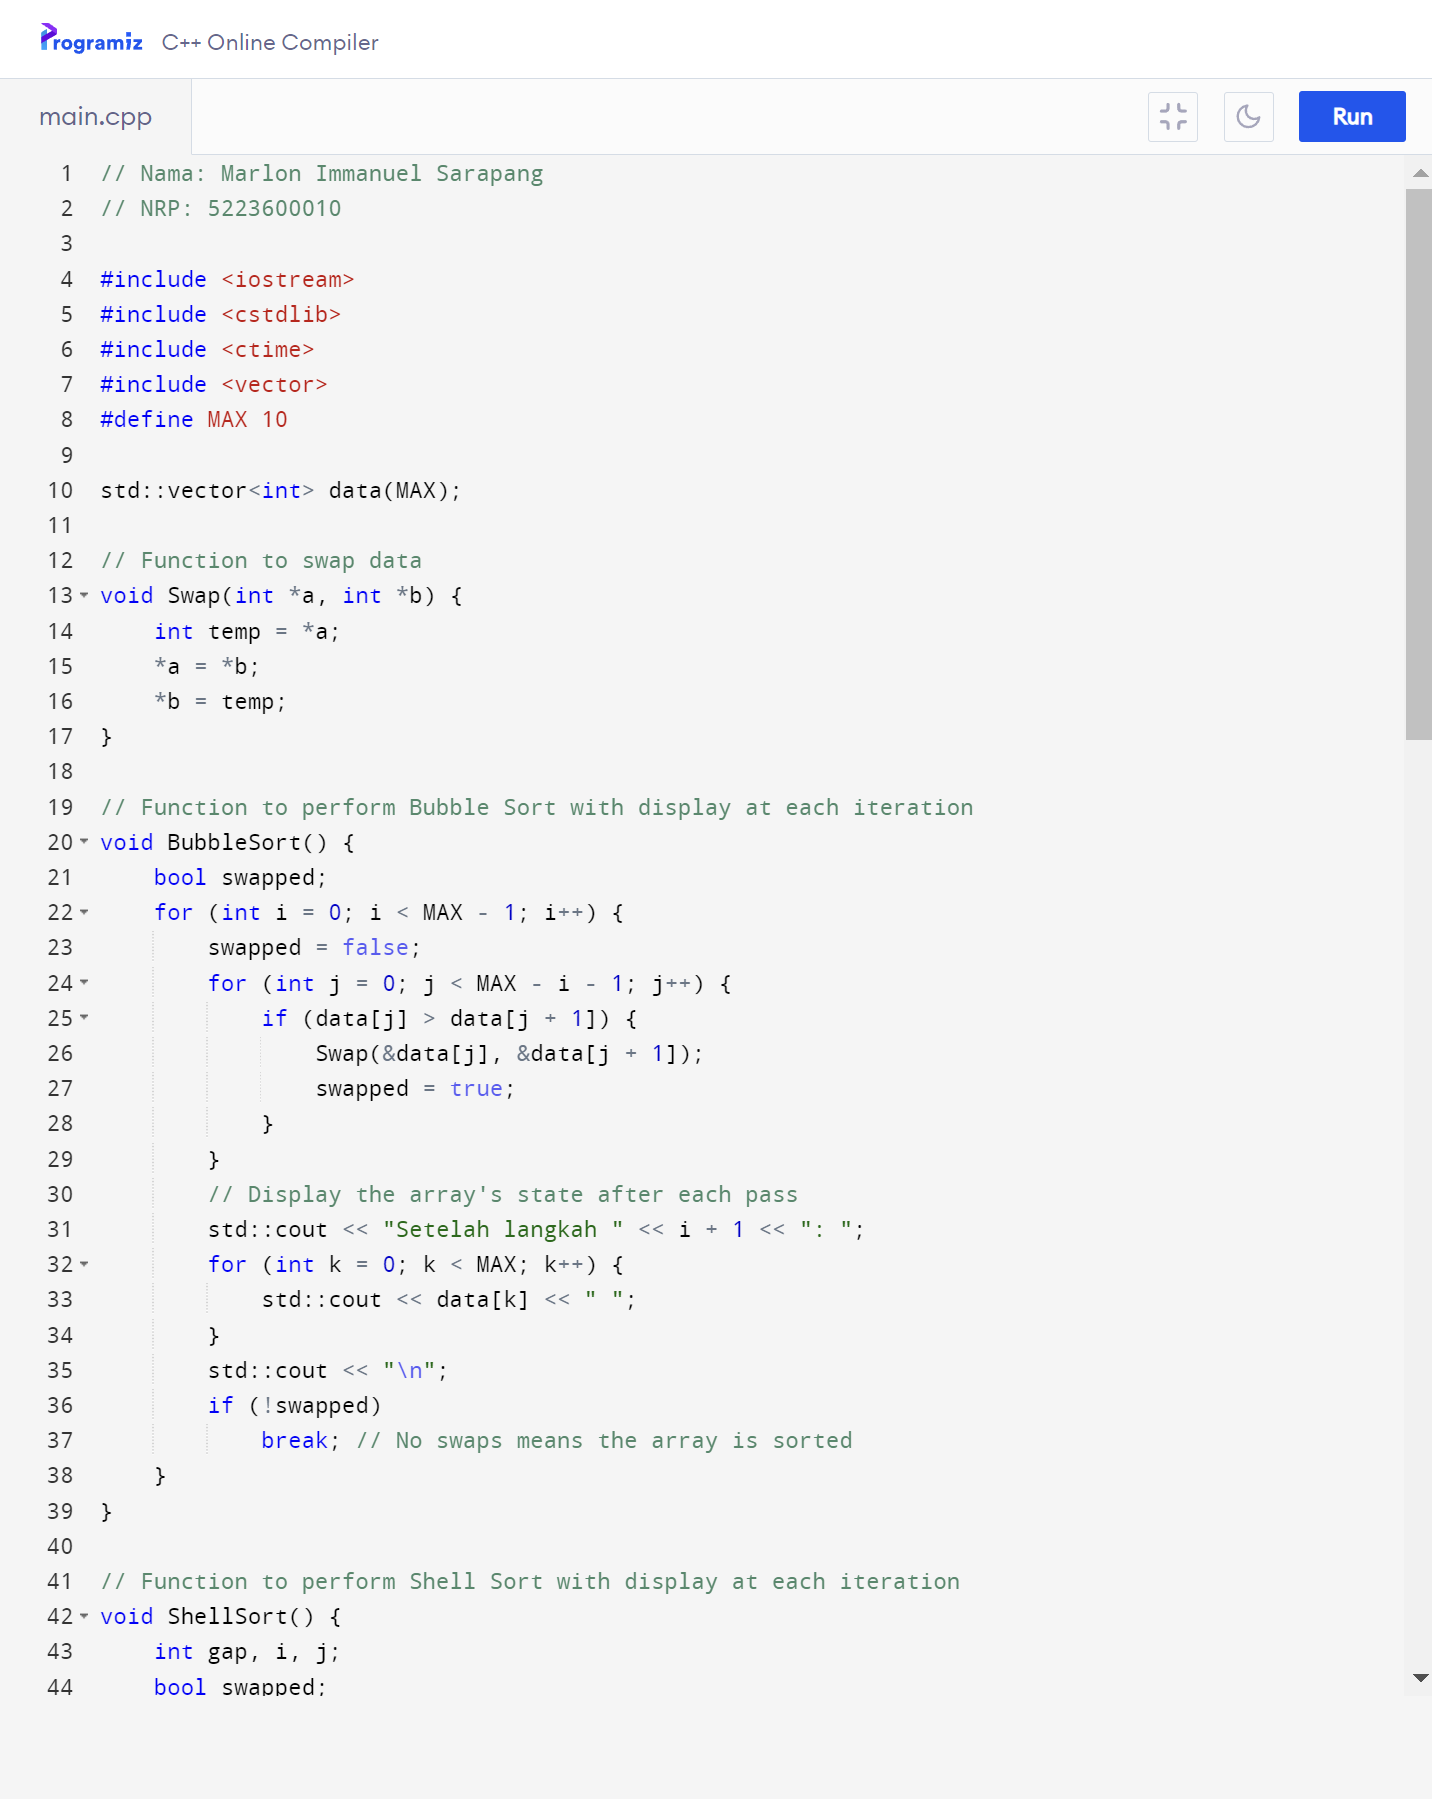 Programiz C++ Online Compiler
main.cpp Run
1 // Nama: Marlon Immanuel Sarapang
2 // NRP: 5223600010
3
4 #include <iostream>
5 #include <cstdlib>
6 #include <ctime>
7 #include <vector>
8 #define MAX 10
9
10 std::vector<int> data(MAX);
11
12 // Function to swap data
13 void Swap(int *a, int *b) {
14     int temp = *a;
15     *a = *b;
16     *b = temp;
17 }
18
19 // Function to perform Bubble Sort with display at each iteration
20 void BubbleSort() {
21     bool swapped;
22     for (int i = 0; i < MAX - 1; i++) {
23         swapped = false;
24         for (int j = 0; j < MAX - i - 1; j++) {
25             if (data[j] > data[j + 1]) {
26                 Swap(&data[j], &data[j + 1]);
27                 swapped = true;
28             }
29         }
30         // Display the array's state after each pass
31         std::cout << "Setelah langkah " << i + 1 << ": ";
32         for (int k = 0; k < MAX; k++) {
33             std::cout << data[k] << " ";
34         }
35         std::cout << "\n";
36         if (!swapped)
37             break; // No swaps means the array is sorted
38     }
39 }
40
41 // Function to perform Shell Sort with display at each iteration
42 void ShellSort() {
43     int gap, i, j;
44     bool swapped;